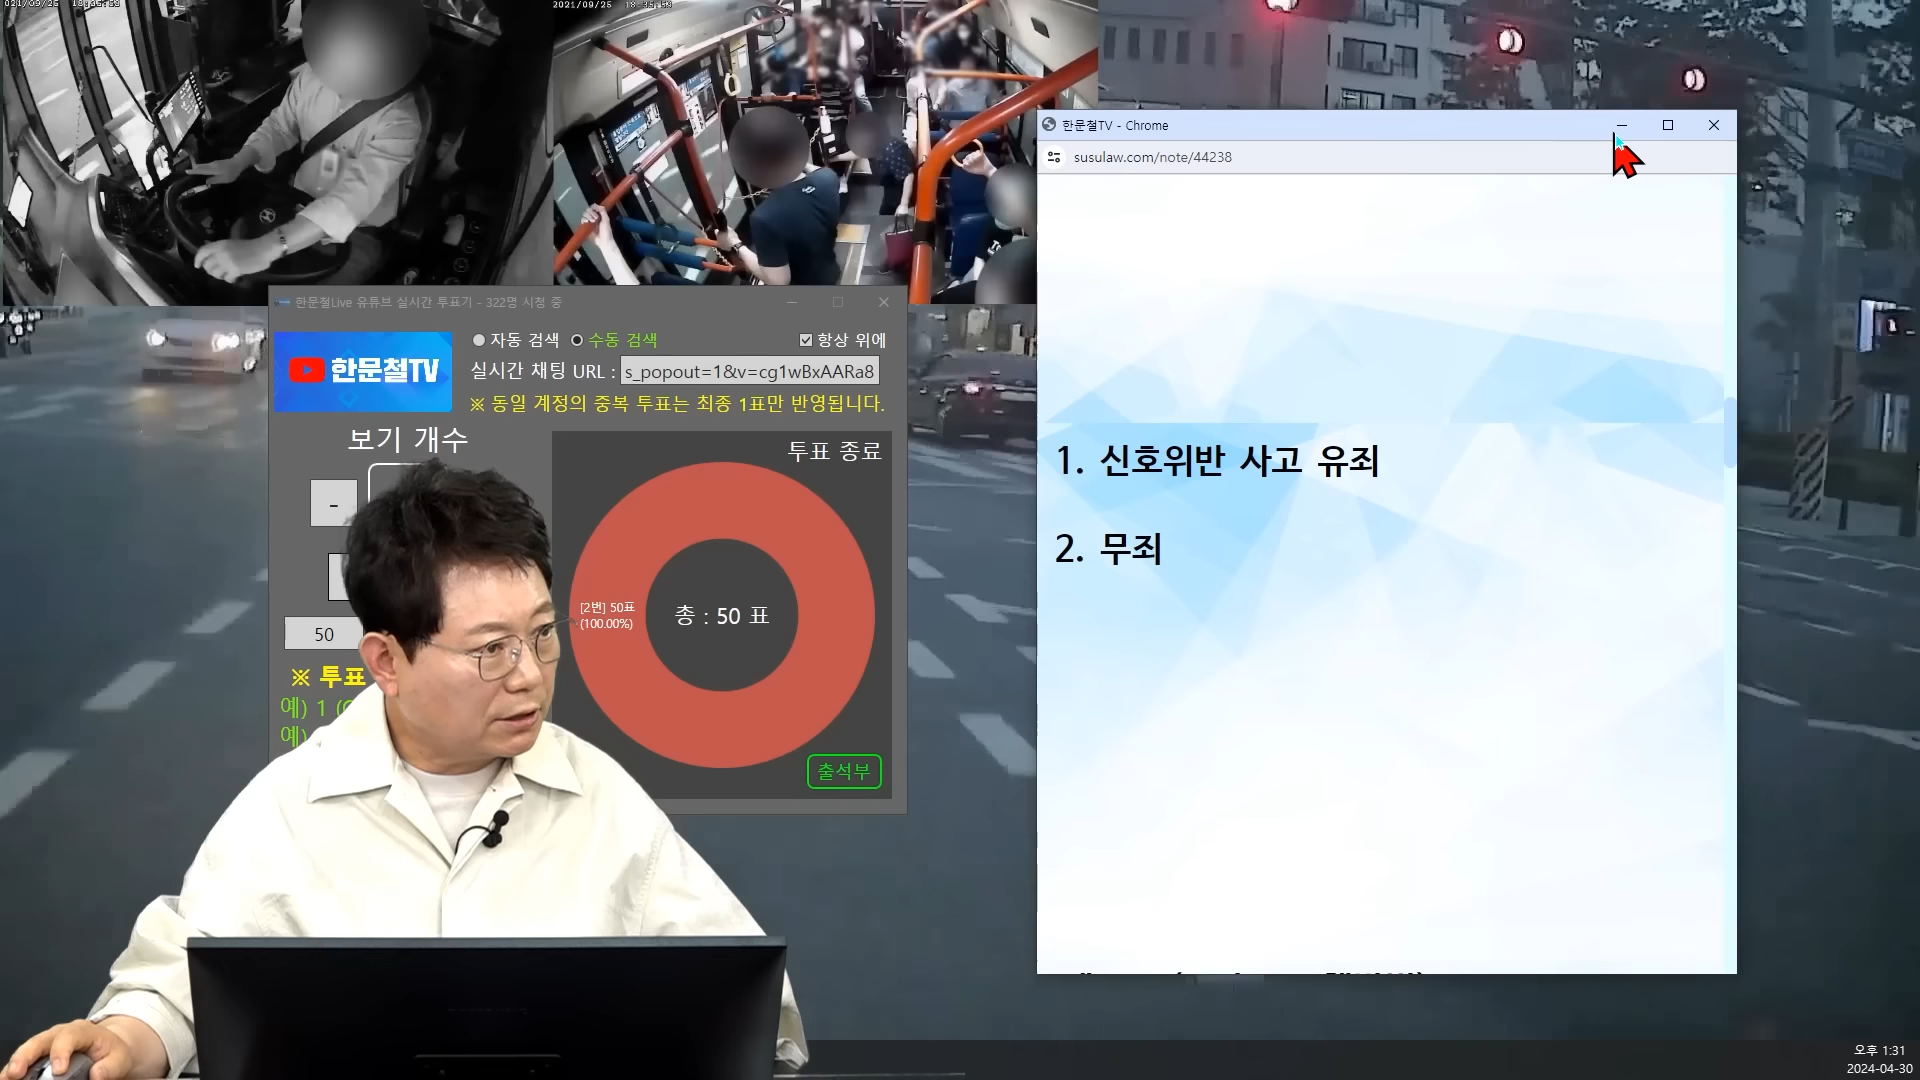 2021/09/25 18:35:54
한문철TV - Chrome
susulaw.com/note/44238
한문철Live 유튜브 실시간 투표기 - 322명 시청 중
한문철TV
자동 검색 수동 검색
항상 위에
실시간 채팅 URL : s_popout=1&v=cg1wBxAARa8
※ 동일 계정의 중복 투표는 최종 1표만 반영됩니다.
보기 개수
-
50
※ 투표
예) 1
예)
투표 종료
[2번] 50표
(100.00%)
총 : 50 표
출석부
1. 신호위반 사고 유죄
2. 무죄
오후 1:31
2024-04-30